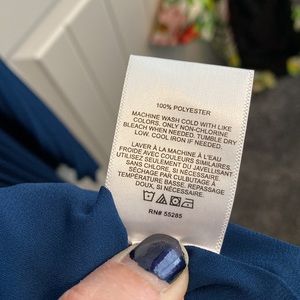 100% POLYESTER
MACHINE WASH COLD WITH LIKE
COLORS. ONLY NON-CHLORINE
BLEACH WHEN NEEDED. TUMBLE DRY
LOW. COOL IRON IF NEEDED.
LAVER À LA MACHINE À L'EAU
FROIDE AVEC COULEURS SIMILAIRES.
UTILISEZ SEULEMENT DU JAVELLISANT
SANS CHLORE, SI NÉCESSAIRE.
SÉCHAGE PAR CULBUTAGE À
TEMPÉRATURE BASSE. REPASSAGE
DOUX, SI NÉCESSAIRE.
RN# 55285